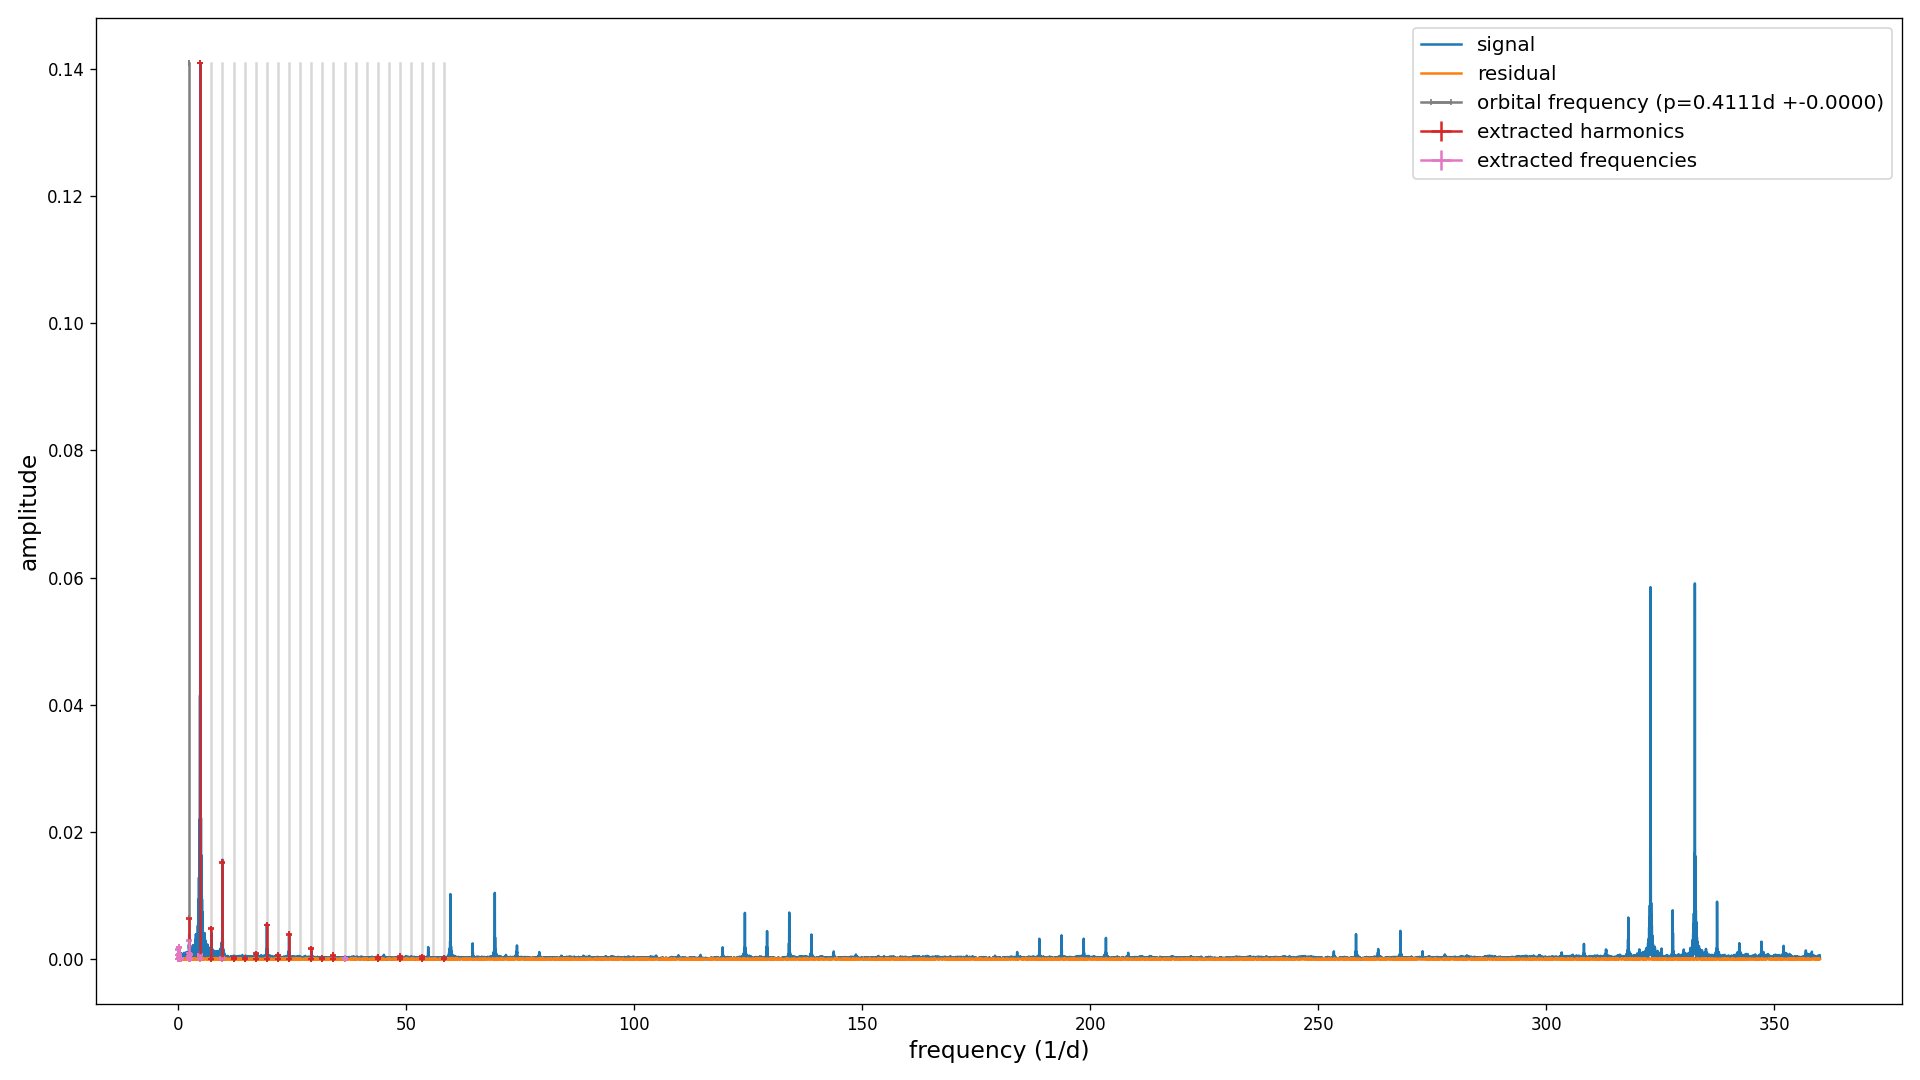 signal
residual
orbital frequency (p=0.4111d +-0.0000)
extracted harmonics
extracted frequencies
0.14
0.12
0.10
0.08
0.06
0.04
0.02
0.00
amplitude
0 50 100 150 200 250 300 350
frequency (1/d)